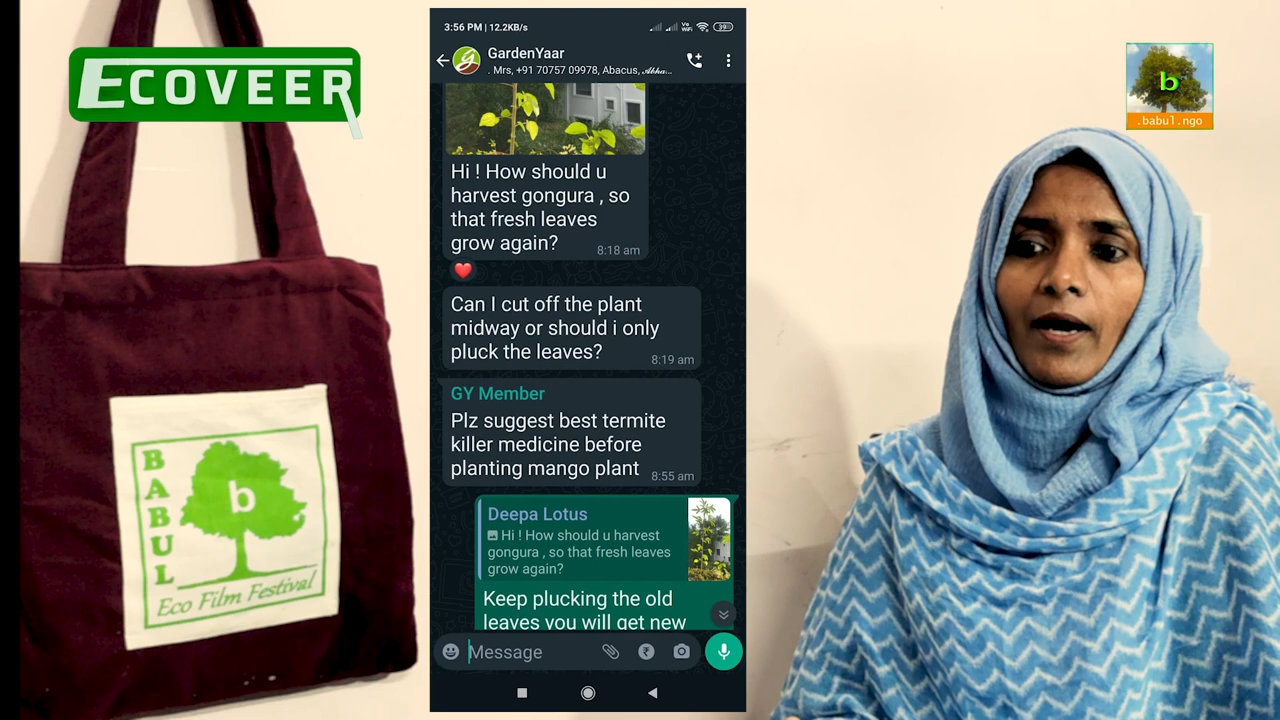 ECOVEER
BABUL
b
Eco Film Festival
3:56 PM | 12.2KB/s
Vo
WiFi
39
GardenYaar
. Mrs, +91 70757 09978, Abacus, Abha...
Hi ! How should u
harvest gongura , so
that fresh leaves
grow again?
8:18 am
Can I cut off the plant
midway or should i only
pluck the leaves?
8:19 am
GY Member
Plz suggest best termite
killer medicine before
planting mango plant
8:55 am
Deepa Lotus
Hi ! How should u harvest
gongura , so that fresh leaves
grow again?
Keep plucking the old
leaves you will get new
Message
b
.babul.ngo